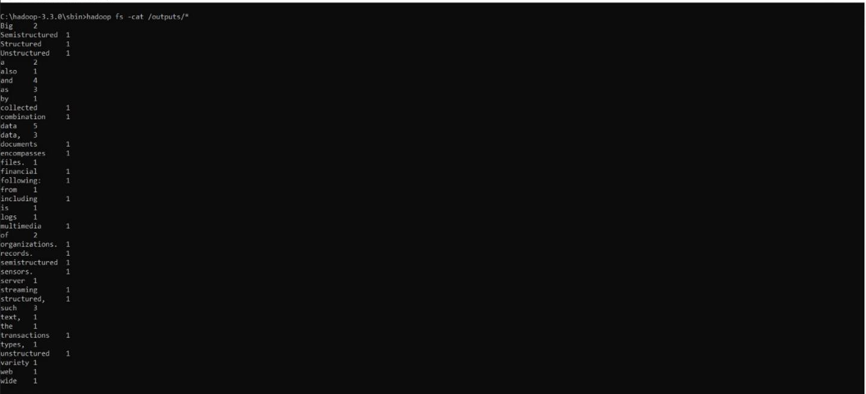 C:\hadoop-3.3.0\sbin>hadoop fs -cat /outputs/*
Big 2
Semistructured 1
Structured 1
Unstructured 1
a 2
also 1
and 4
as 3
by 1
collected 1
combination 1
data 5
data, 3
documents 1
encompasses 1
files. 1
financial 1
following: 1
from 1
including 1
is 1
logs 1
multimedia 1
of 2
organizations. 1
records. 1
semistructured 1
sensors. 1
server 1
streaming 1
structured, 1
such 3
text, 1
the 1
transactions 1
types, 1
unstructured 1
variety 1
web 1
wide 1